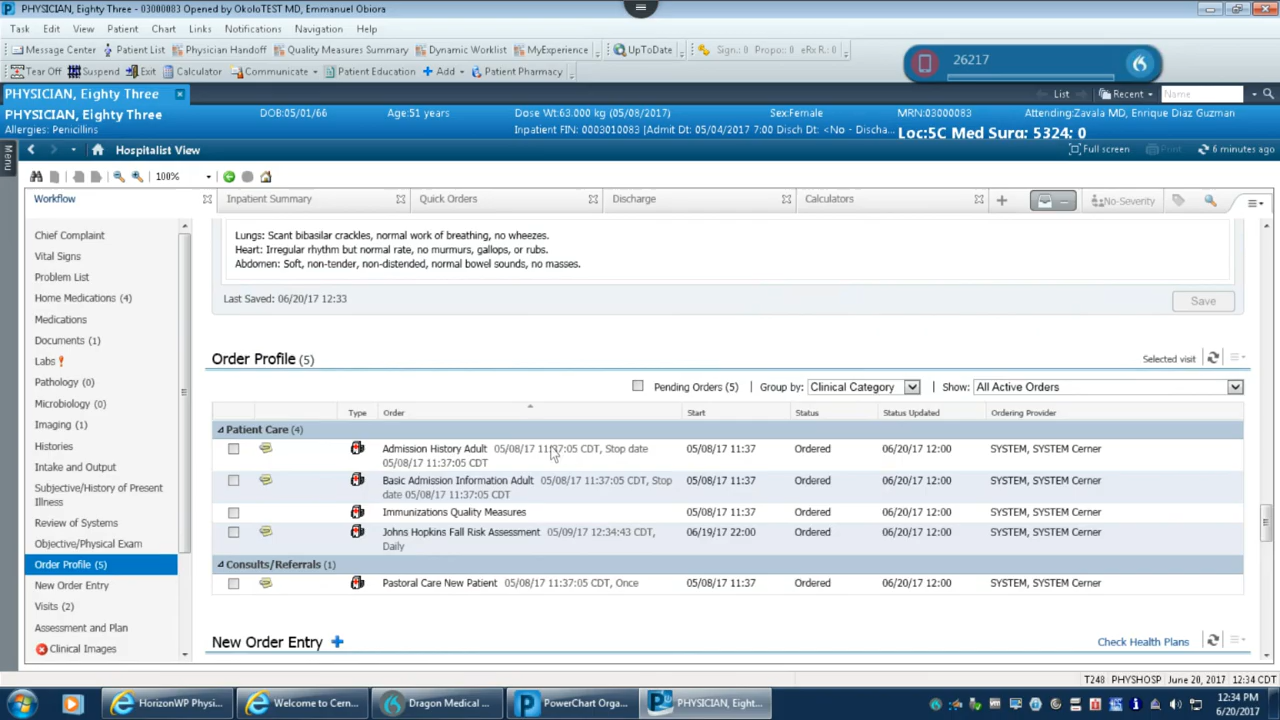 PHYSICIAN, Eighty Three - 03000083 Opened by OkoloTEST MD, Emmanuel Obiora
Task Edit View Patient Chart Links Notifications Navigation Help
Message Center Patient List Physician Handoff Quality Measures Summary Dynamic Worklist MyExperience UpToDate Sign: 0 Propo.: 0 eRx R.: 0
26217
Tear Off Suspend Exit Calculator Communicate Patient Education Add Patient Pharmacy
PHYSICIAN, Eighty Three List Recent Name
PHYSICIAN, Eighty Three DOB:05/01/66 Age:51 years Dose Wt:63.000 kg (05/08/2017) Sex:Female MRN:03000083 Attending:Zavala MD, Enrique Diaz Guzman
Allergies: Penicillins Inpatient FIN: 0003010083 [Admit Dt: 05/04/2017 7:00 Disch Dt: <No - Discha... Loc:5C Med Surg; 5324; 0
Menu
Hospitalist View Full screen Print 6 minutes ago
100%
Workflow Inpatient Summary Quick Orders Discharge Calculators No-Severity
Chief Complaint
Vital Signs
Problem List
Home Medications (4)
Medications
Documents (1)
Labs
Pathology (0)
Microbiology (0)
Imaging (1)
Histories
Intake and Output
Subjective/History of Present
Illness
Review of Systems
Objective/Physical Exam
Order Profile (5)
New Order Entry
Visits (2)
Assessment and Plan
Clinical Images
Lungs: Scant bibasilar crackles, normal work of breathing, no wheezes.
Heart: Irregular rhythm but normal rate, no murmurs, gallops, or rubs.
Abdomen: Soft, non-tender, non-distended, normal bowel sounds, no masses.
Last Saved: 06/20/17 12:33 Save
Order Profile (5) Selected visit
Pending Orders (5) | Group by: Clinical Category | Show: All Active Orders
Type Order Start Status Status Updated Ordering Provider
Patient Care (4)
Admission History Adult 05/08/17 11:37:05 CDT, Stop date 05/08/17 11:37 Ordered 06/20/17 12:00 SYSTEM, SYSTEM Cerner
05/08/17 11:37:05 CDT
Basic Admission Information Adult 05/08/17 11:37:05 CDT, Stop 05/08/17 11:37 Ordered 06/20/17 12:00 SYSTEM, SYSTEM Cerner
date 05/08/17 11:37:05 CDT
Immunizations Quality Measures 05/08/17 11:37 Ordered 06/20/17 12:00 SYSTEM, SYSTEM Cerner
Johns Hopkins Fall Risk Assessment 05/09/17 12:34:43 CDT, 06/19/17 22:00 Ordered 06/20/17 12:00 SYSTEM, SYSTEM Cerner
Daily
Consults/Referrals (1)
Pastoral Care New Patient 05/08/17 11:37:05 CDT, Once 05/08/17 11:37 Ordered 06/20/17 12:00 SYSTEM, SYSTEM Cerner
New Order Entry Check Health Plans
T248 PHYSHOSP June 20, 2017 12:34 CDT
HorizonWP Physi... Welcome to Cern... Dragon Medical ... PowerChart Orga... PHYSICIAN, Eight...
12:34 PM
6/20/2017